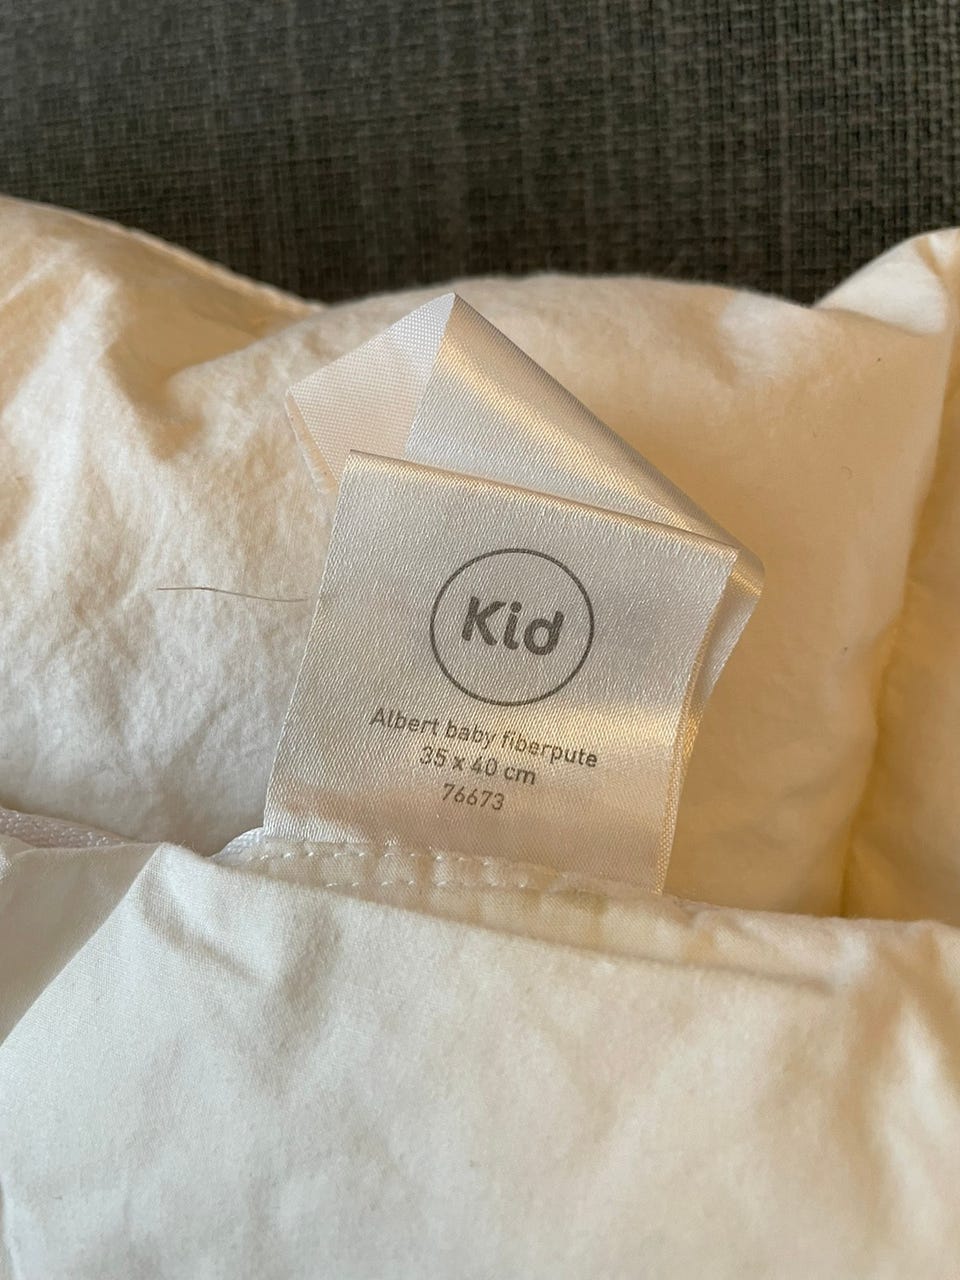 Kid
Albert baby fiberpute
35 x 40 cm
76673